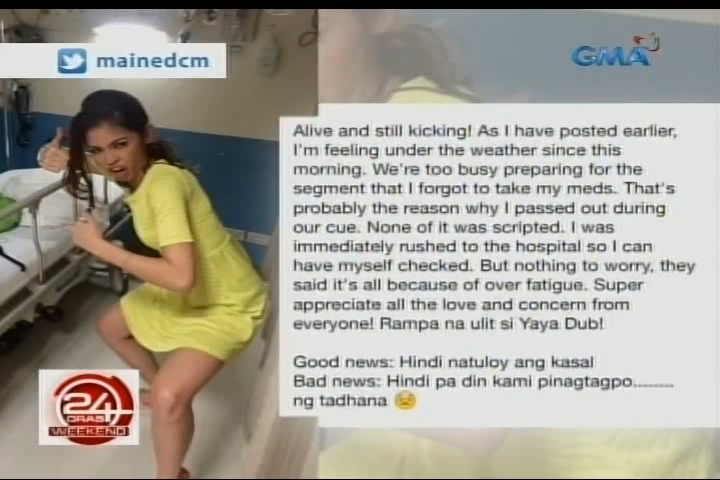 mainedcm
GMA
Alive and still kicking! As I have posted earlier,
I'm feeling under the weather since this
morning. We're too busy preparing for the
segment that I forgot to take my meds. That's
probably the reason why I passed out during
our cue. None of it was scripted. I was
immediately rushed to the hospital so I can
have myself checked. But nothing to worry, they
said it's all because of over fatigue. Super
appreciate all the love and concern from
everyone! Rampa na ulit si Yaya Dub!
Good news: Hindi natuloy ang kasal
Bad news: Hindi pa din kami pinagtagpo........
ng tadhana 😣
24
ORAS
WEEKEND